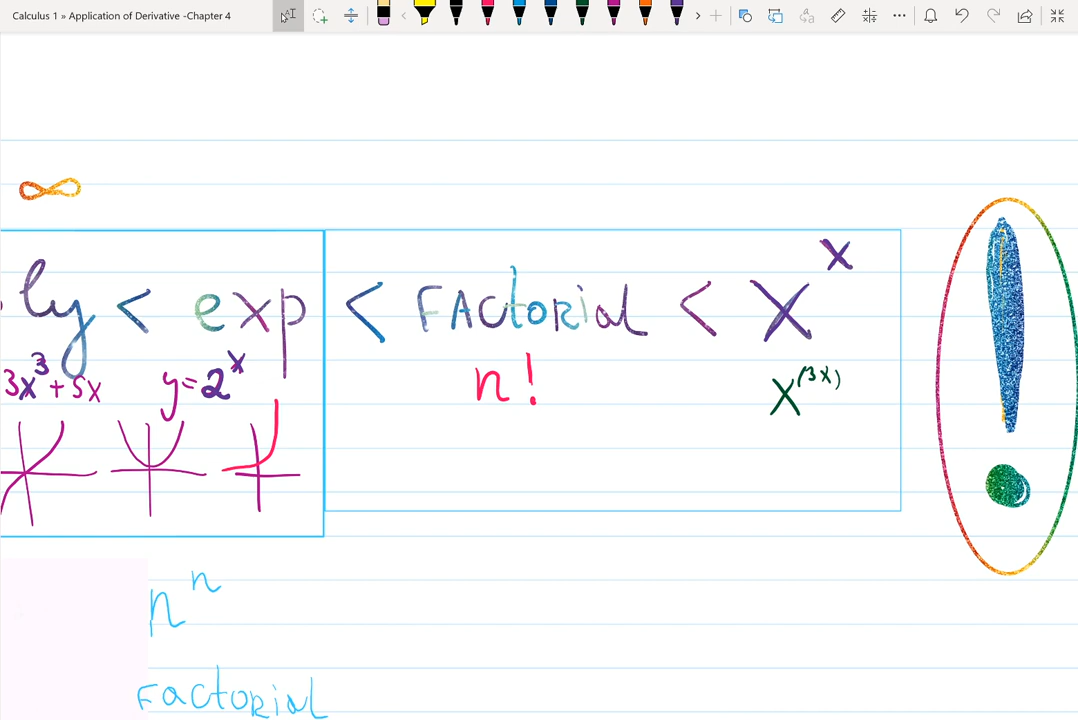 Calculus 1 » Application of Derivative -Chapter 4
∞
ly < exp < FACTORIAL < X^X
3x^3 + 5x y = 2^x n! X^(3x)
!
n^n
FACTORIAL